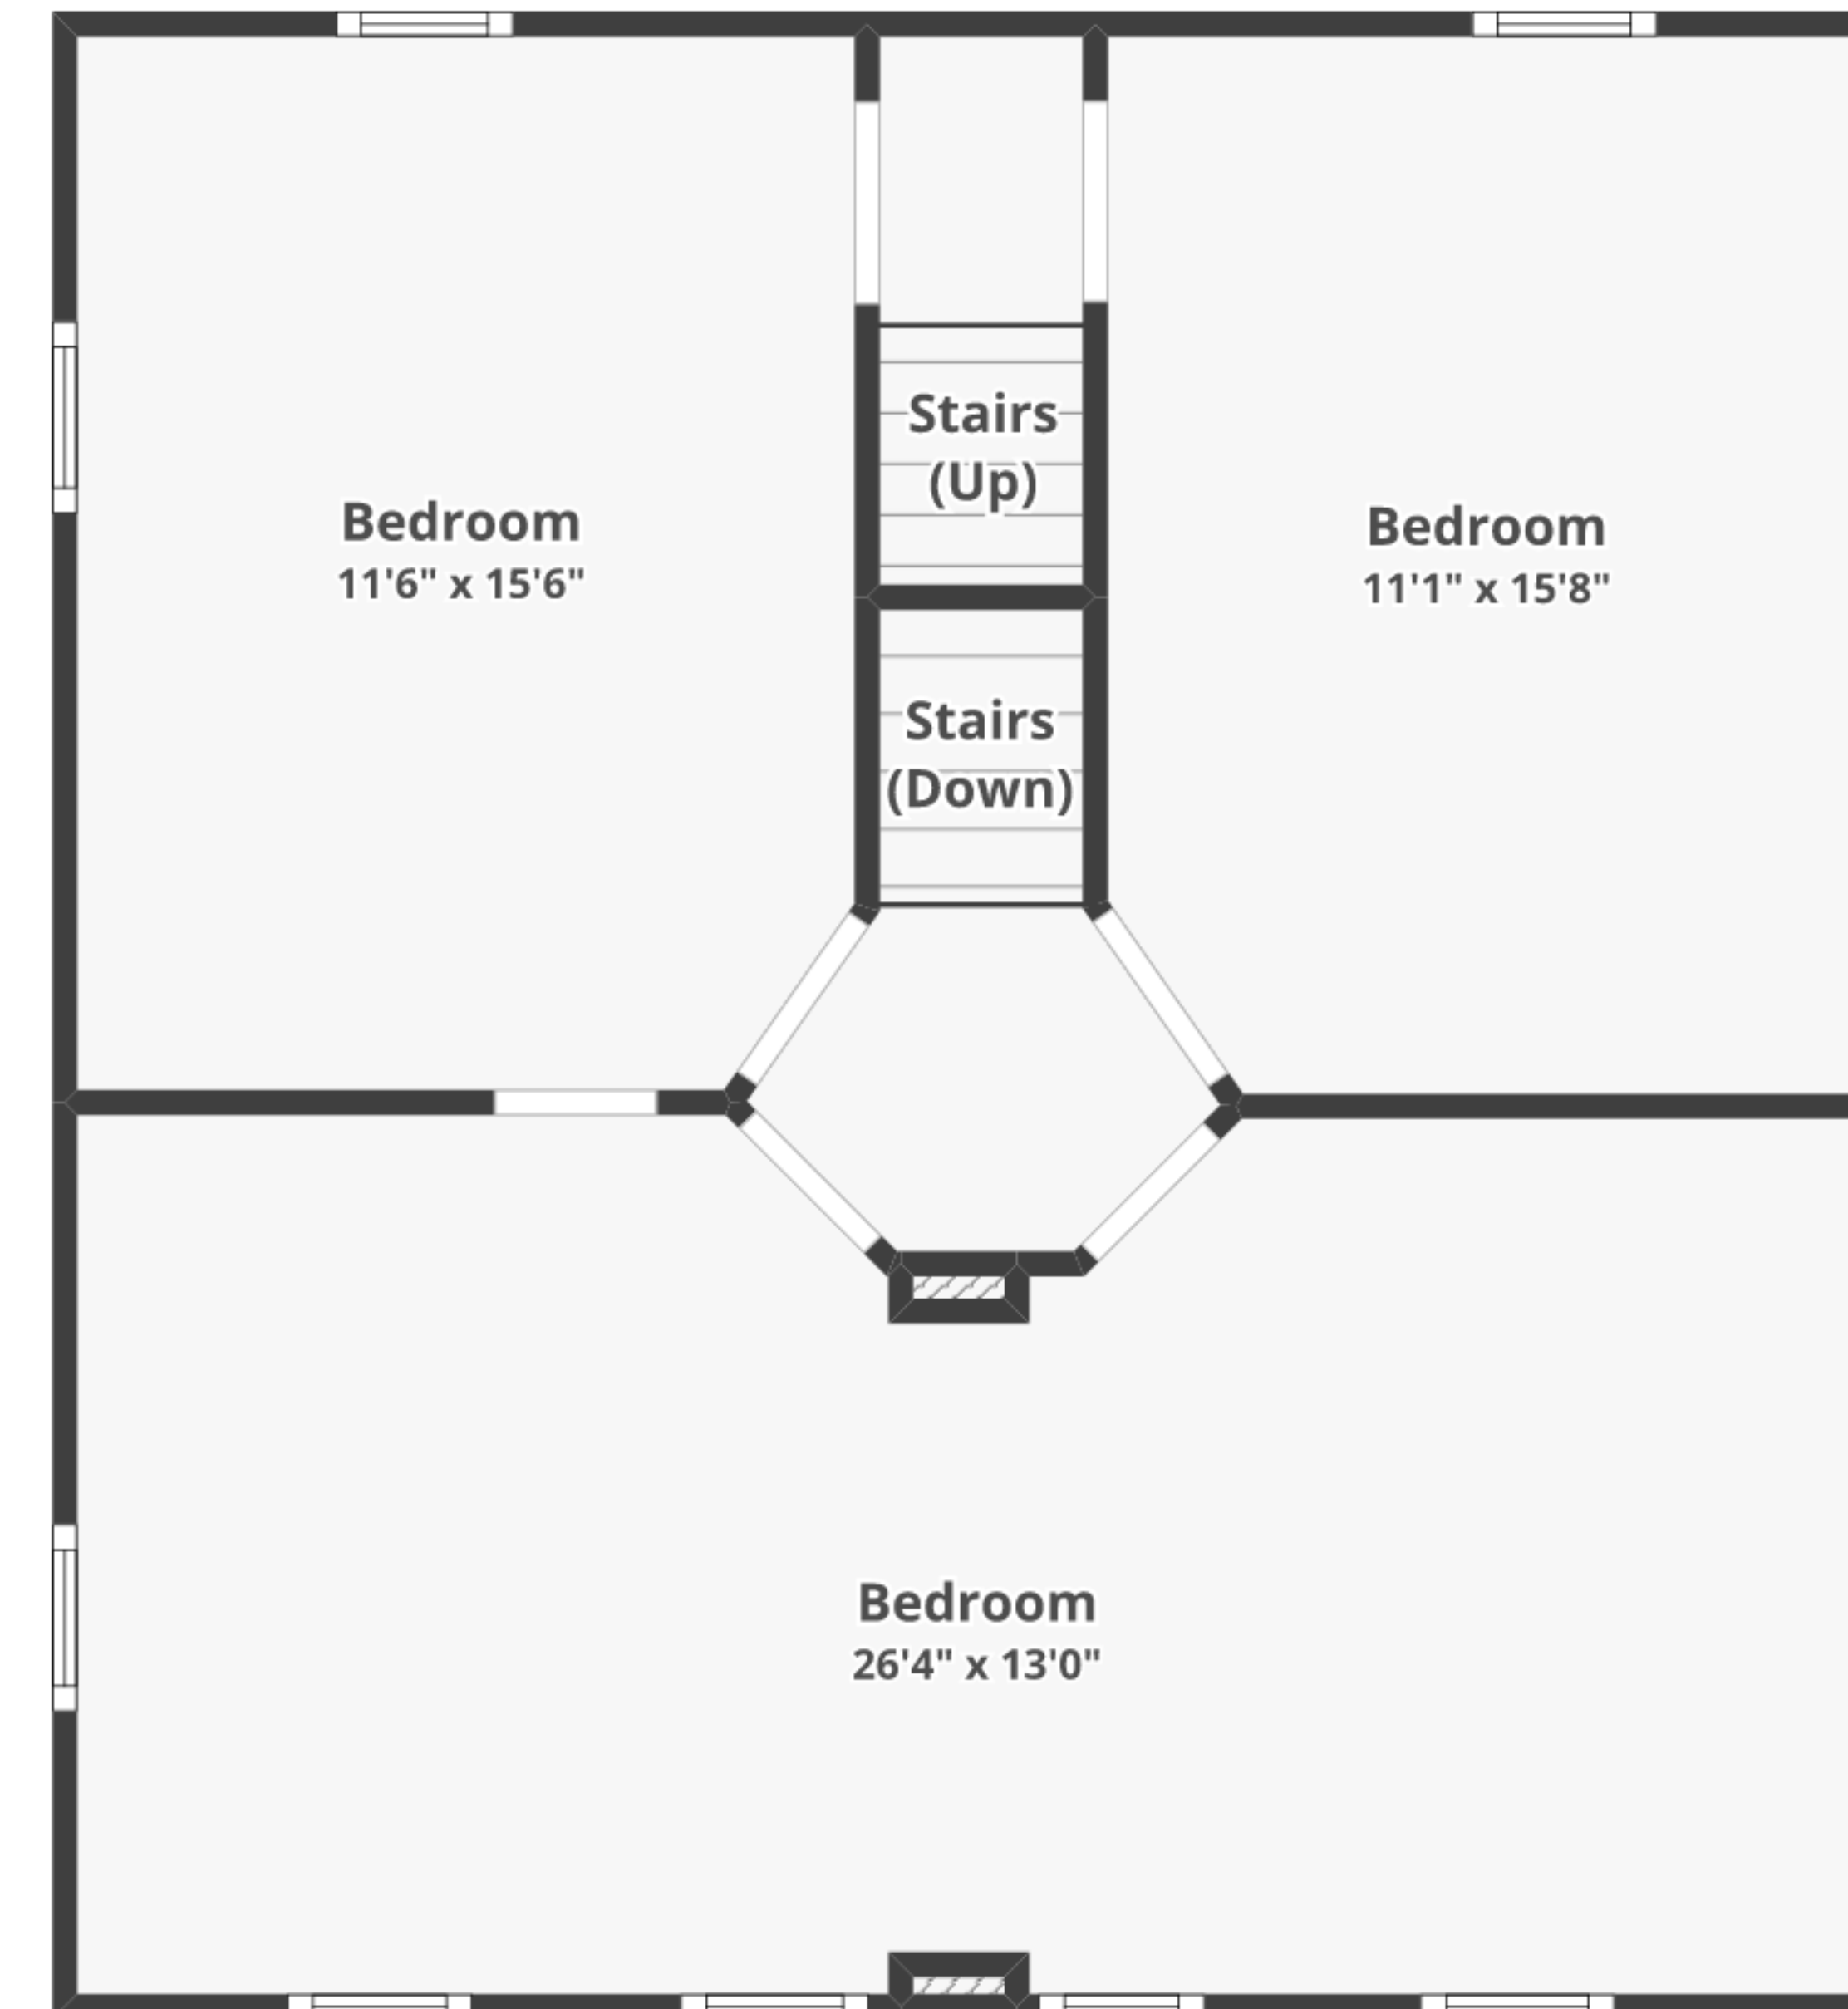 Stairs
(Up)
Bedroom
11'6" x 15'6"
Bedroom
11'1" x 15'8"
Stairs
(Down)
Bedroom
26'4" x 13'0"